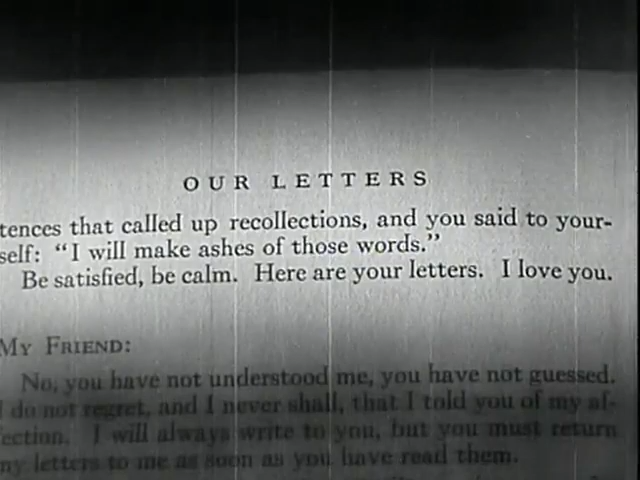 OUR LETTERS
tences that called up recollections, and you said to your-
self: "I will make ashes of those words."
Be satisfied, be calm. Here are your letters. I love you.
MY FRIEND:
No, you have not understood me, you have not guessed.
I do not regret, and I never shall, that I told you of my af-
fection. I will always write to you, but you must return
my letters to me as soon as you have read them.